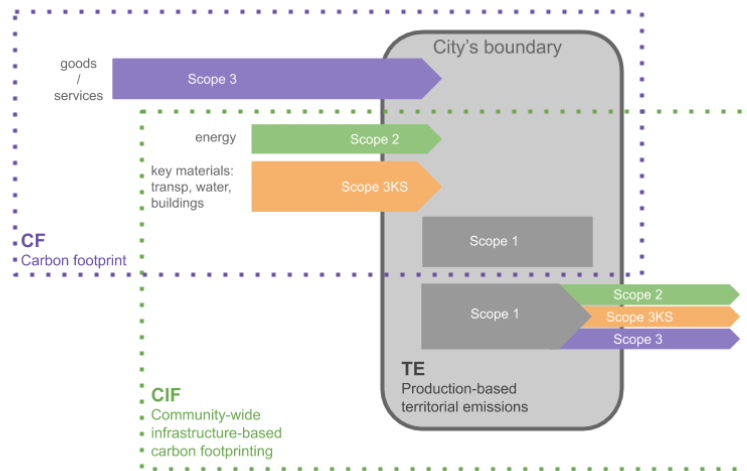 City's boundary
goods
/
services
Scope 3
energy
Scope 2
key materials:
transp, water,
buildings
Scope 3KS
Scope 1
CF
Carbon footprint
Scope 1
Scope 2
Scope 3KS
Scope 3
TE
Production-based
territorial emissions
CIF
Community-wide
infrastructure-based
carbon footprinting